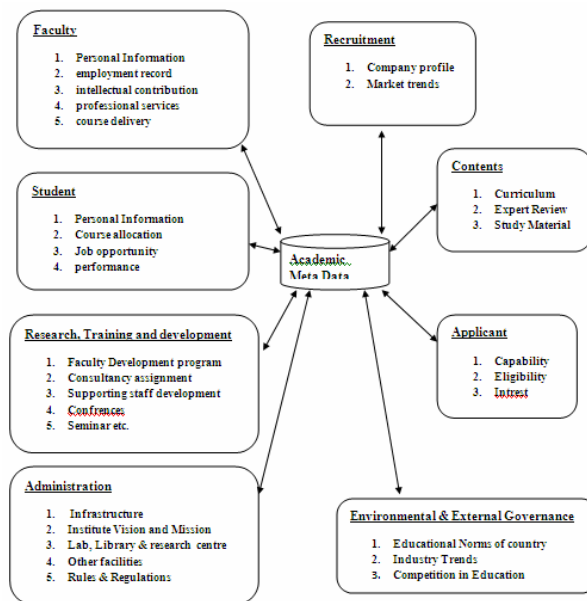 Faculty
1. Personal Information
2. employment record
3. intellectual contribution
4. professional services
5. course delivery
Recruitment
1. Company profile
2. Market trends
Student
1. Personal Information
2. Course allocation
3. Job opportunity
4. performance
Contents
1. Curriculum
2. Expert Review
3. Study Material
Academic
Meta Data
Research, Training and development
1. Faculty Development program
2. Consultancy assignment
3. Supporting staff development
4. Confrences
5. Seminar etc.
Applicant
1. Capability
2. Eligibility
3. Intrest
Administration
1. Infrastructure
2. Institute Vision and Mission
3. Lab, Library & research centre
4. Other facilities
5. Rules & Regulations
Environmental & External Governance
1. Educational Norms of country
2. Industry Trends
3. Competition in Education